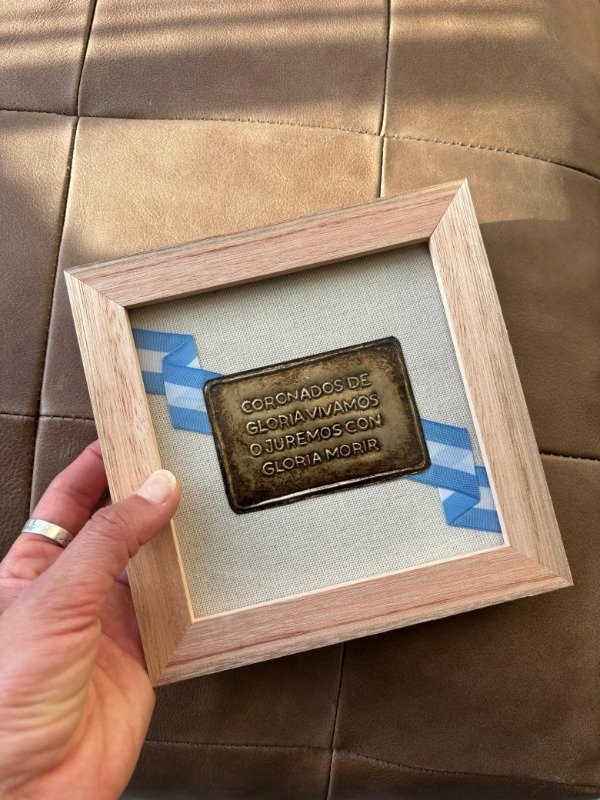 CORONADOS DE
GLORIA VIVAMOS
O JUREMOS CON
GLORIA MORIR